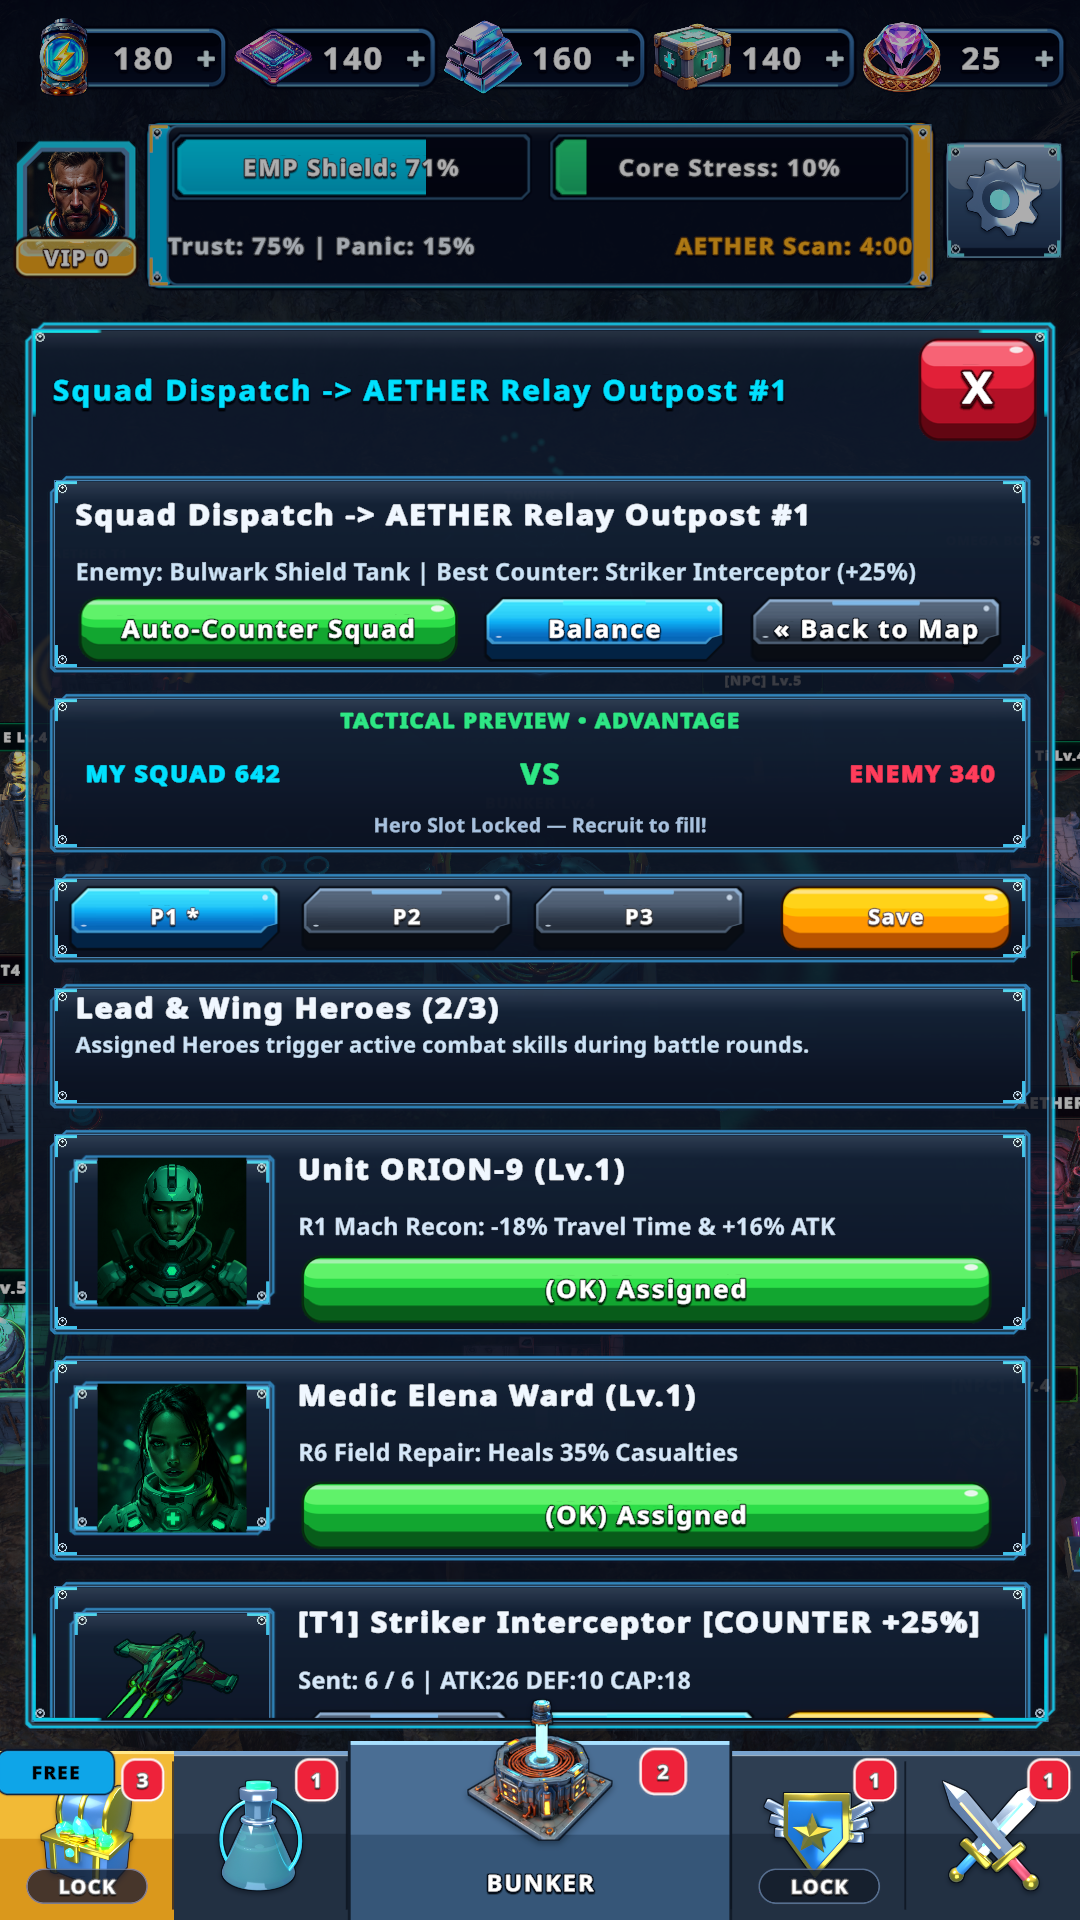 180 + 140 + 160 + 140 + 25 +
EMP Shield: 71% Core Stress: 10%
VIP 0
Trust: 75% | Panic: 15% AETHER Scan: 4:00
Squad Dispatch -> AETHER Relay Outpost #1
X
Squad Dispatch -> AETHER Relay Outpost #1
Enemy: Bulwark Shield Tank | Best Counter: Striker Interceptor (+25%)
Auto-Counter Squad Balance « Back to Map
[NPC] Lv.5
TACTICAL PREVIEW • ADVANTAGE
MY SQUAD 642 VS ENEMY 340
Hero Slot Locked — Recruit to fill!
P1 * P2 P3 Save
T4
Lead & Wing Heroes (2/3)
Assigned Heroes trigger active combat skills during battle rounds.
Unit ORION-9 (Lv.1)
R1 Mach Recon: -18% Travel Time & +16% ATK
(OK) Assigned
Medic Elena Ward (Lv.1)
R6 Field Repair: Heals 35% Casualties
(OK) Assigned
[T1] Striker Interceptor [COUNTER +25%]
Sent: 6 / 6 | ATK:26 DEF:10 CAP:18
FREE 3 1 2 1 1
LOCK BUNKER LOCK